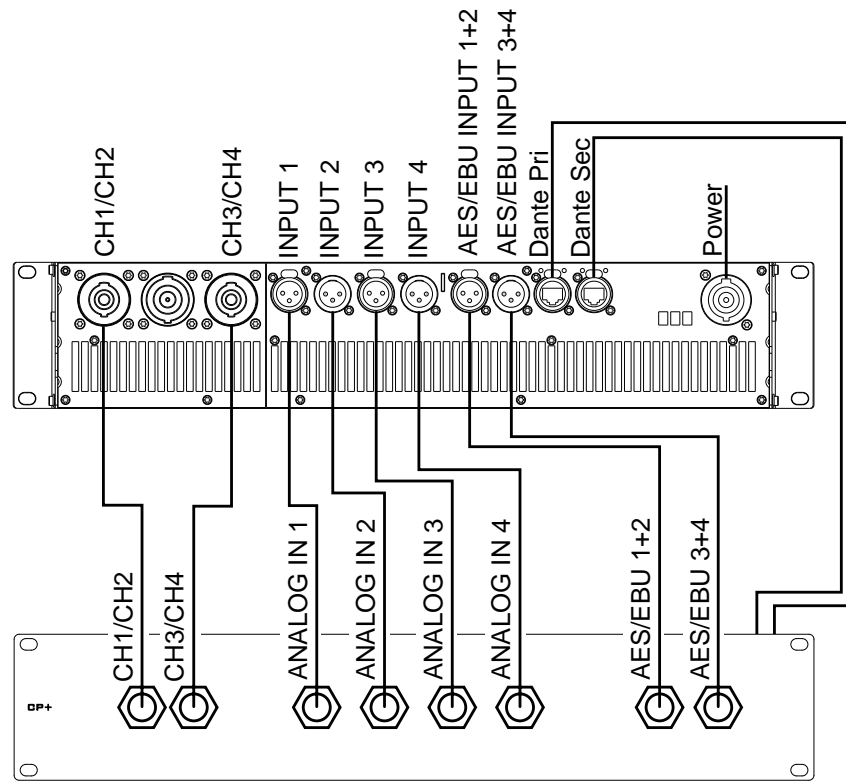 CH1/CH2
CH3/CH4
INPUT 1
INPUT 2
INPUT 3
INPUT 4
AES/EBU INPUT 1+2
AES/EBU INPUT 3+4
Dante Pri
Dante Sec
Power
CH1/CH2
CH3/CH4
ANALOG IN 1
ANALOG IN 2
ANALOG IN 3
ANALOG IN 4
AES/EBU 1+2
AES/EBU 3+4
CP+